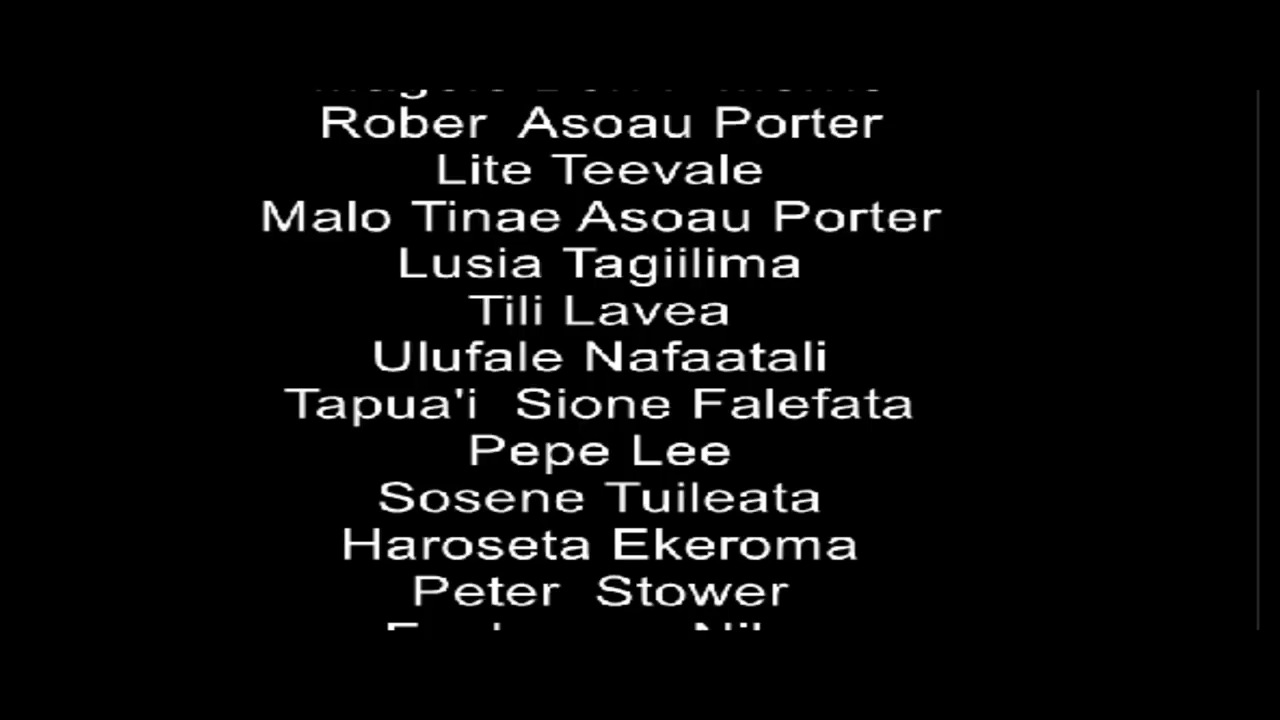 Rober Asoau Porter
Lite Teevale
Malo Tinae Asoau Porter
Lusia Tagiilima
Tili Lavea
Ulufale Nafaatali
Tapua'i Sione Falefata
Pepe Lee
Sosene Tuileata
Haroseta Ekeroma
Peter Stower